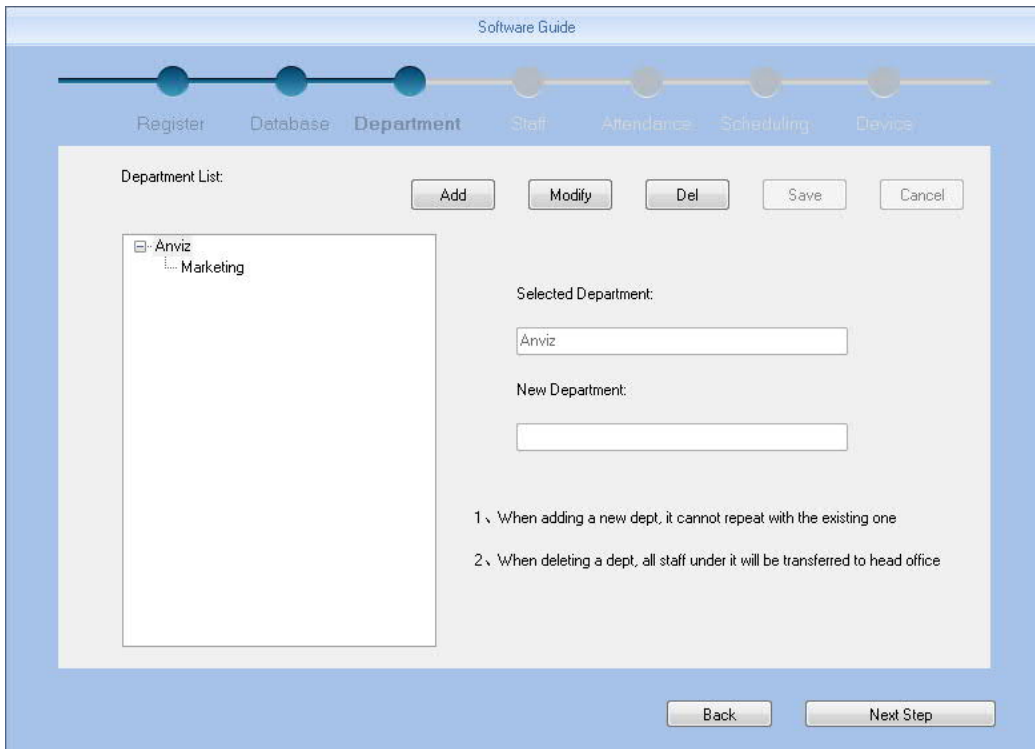 Software Guide
Register Database Department Staff Attendance Scheduling Device
Department List:
Add Modify Del Save Cancel
Anviz
Marketing
Selected Department:
Anviz
New Department:
1、When adding a new dept, it cannot repeat with the existing one
2、When deleting a dept, all staff under it will be transferred to head office
Back Next Step